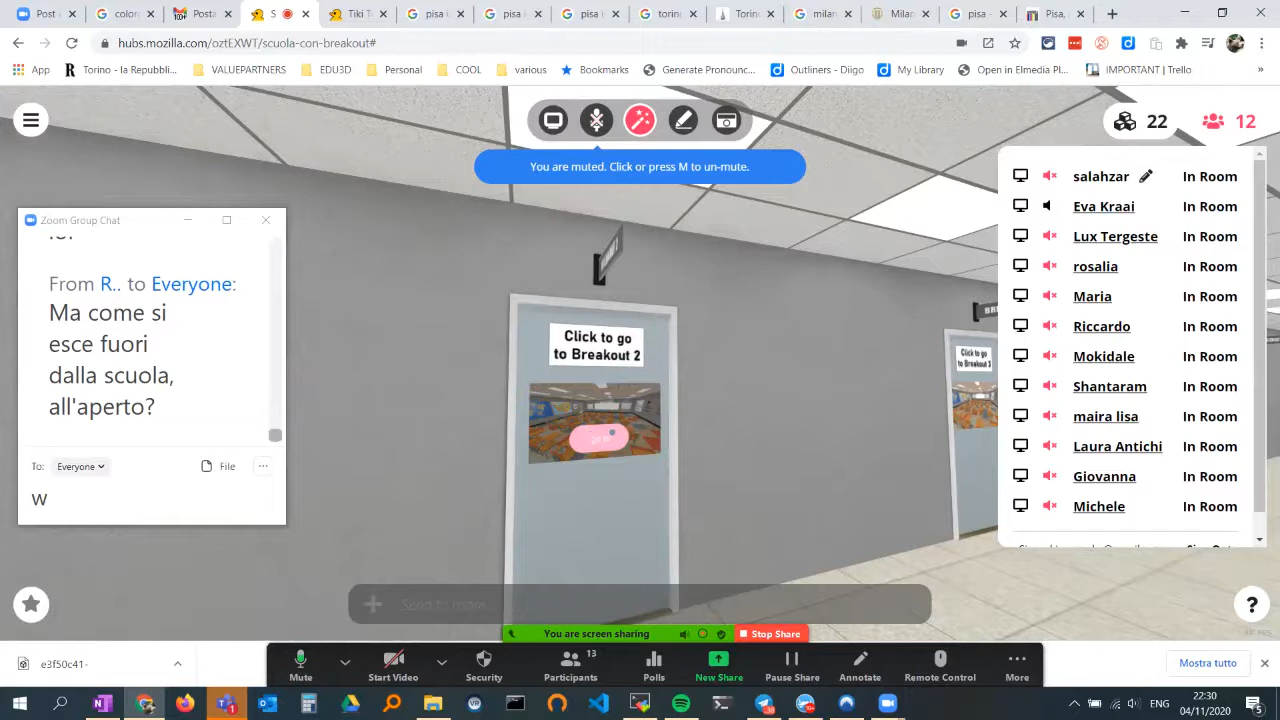 Post
color
Posta
S
Tiki T
pisa
pisa
pisa
torin
Torin
milan
Milan
pisa
Pisa,
hubs.mozilla.com/oztEXWT/scuola-con-breakout#
App
Torino - la Repubbli...
VALUEPARTNERS
EDU3D
Personal
COOL
various
Bookmarks
Generate Pronounc...
Outliners - Diigo
My Library
Open in Elmedia Pl...
IMPORTANT | Trello
22
12
You are muted. Click or press M to un-mute.
salahzar In Room
Eva Kraai In Room
Lux Tergeste In Room
rosalia In Room
Maria In Room
Riccardo In Room
Mokidale In Room
Shantaram In Room
maira lisa In Room
Laura Antichi In Room
Giovanna In Room
Michele In Room
Zoom Group Chat
From R.. to Everyone:
Ma come si
esce fuori
dalla scuola,
all'aperto?
To: Everyone
File
W
Click to go
to Breakout 2
Click to go
to Breakout 3
Send to room
You are screen sharing
Stop Share
e3f50c41-
Mute
Start Video
Security
13
Participants
Polls
New Share
Pause Share
Annotate
Remote Control
More
Mostra tutto
ENG
22:30
04/11/2020
5